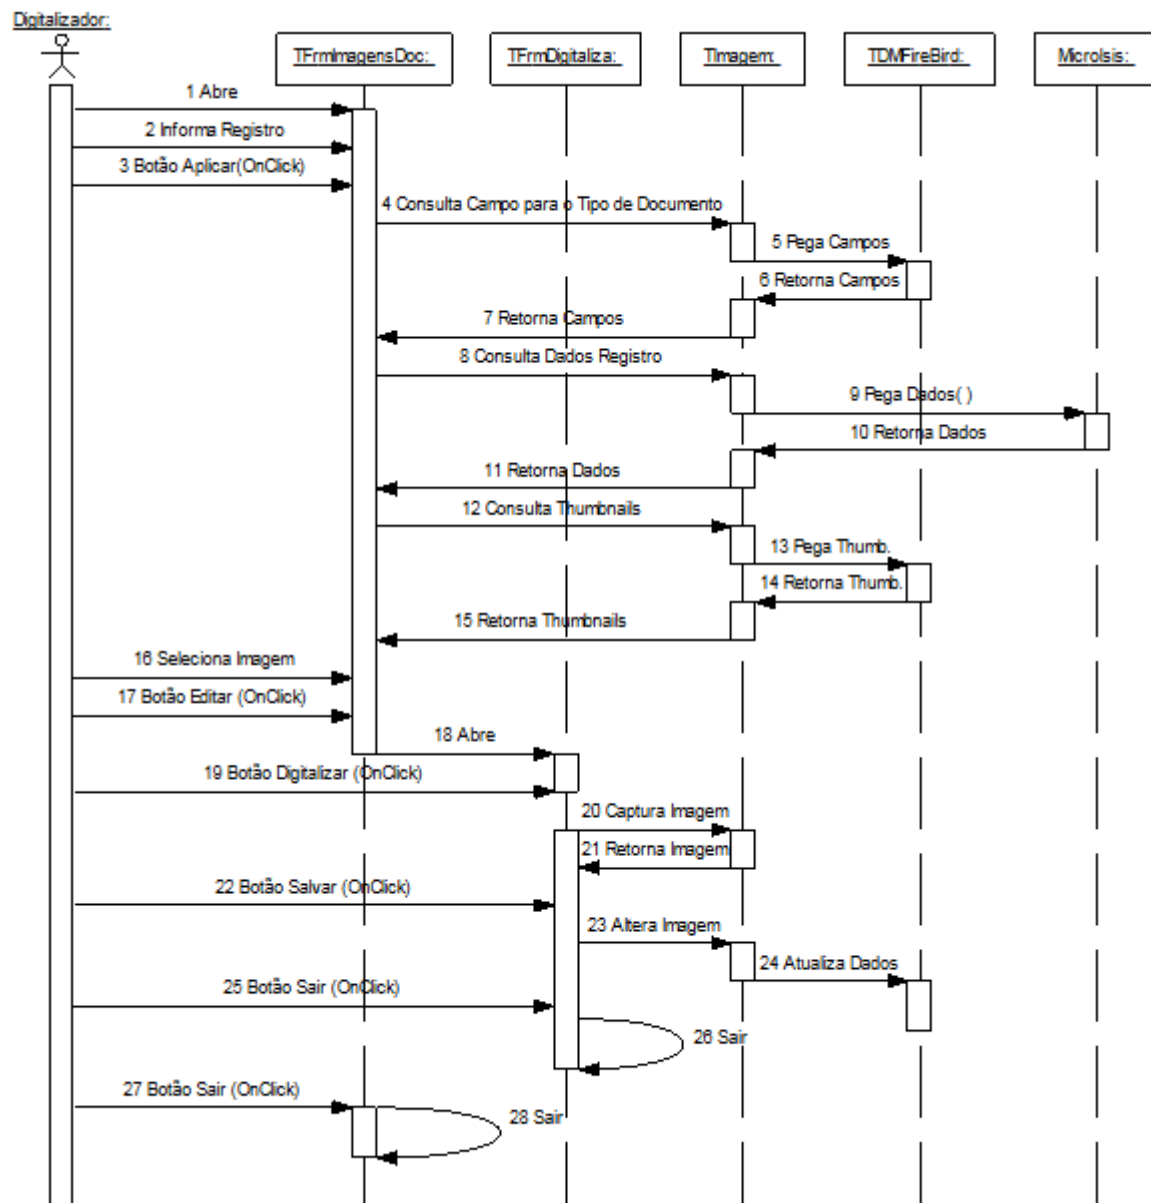 Digitalizador:
TFrmImagensDoc:
TFrmDigitaliza:
TImagem:
TDMFireBird:
MicroIsis:
1 Abre
2 Informa Registro
3 Botão Aplicar(OnClick)
4 Consulta Campo para o Tipo de Documento
5 Pega Campos
6 Retorna Campos
7 Retorna Campos
8 Consulta Dados Registro
9 Pega Dados( )
10 Retorna Dados
11 Retorna Dados
12 Consulta Thumbnails
13 Pega Thumb.
14 Retorna Thumb.
15 Retorna Thumbnails
16 Seleciona Imagem
17 Botão Editar (OnClick)
18 Abre
19 Botão Digitalizar (OnClick)
20 Captura Imagem
21 Retorna Imagem
22 Botão Salvar (OnClick)
23 Altera Imagem
24 Atualiza Dados
25 Botão Sair (OnClick)
26 Sair
27 Botão Sair (OnClick)
28 Sair